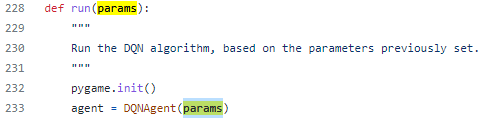 228 def run(params):
229 """
230 Run the DQN algorithm, based on the parameters previously set.
231 """
232 pygame.init()
233 agent = DQNAgent(params)